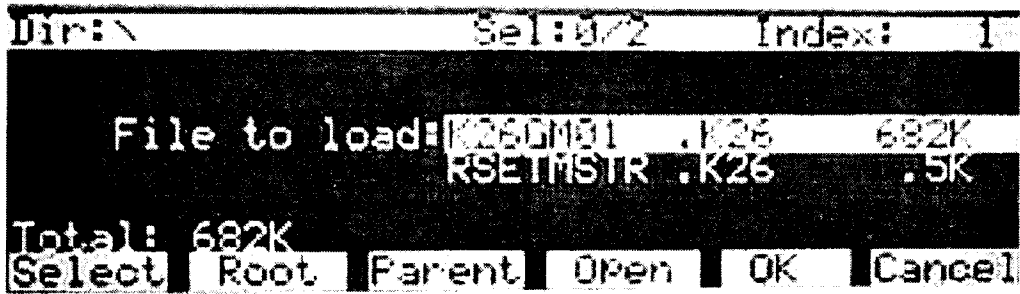 Dir:\ Sel:0/2 Index: 1
File to load:K26GM01 .K26 682K
RSETMSTR .K26 .5K
Total: 682K
Select Root Parent Open OK Cancel